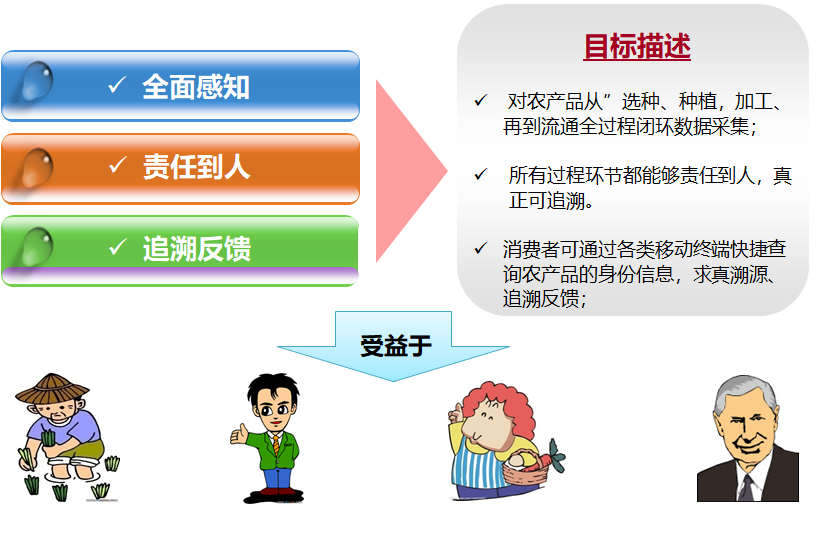 ✓ 全面感知
✓ 责任到人
✓ 追溯反馈
目标描述
✓ 对农产品从”选种、种植，加工、
再到流通全过程闭环数据采集；
✓ 所有过程环节都能够责任到人，真
正可追溯。
✓ 消费者可通过各类移动终端快捷查
询农产品的身份信息，求真溯源、
追溯反馈；
受益于